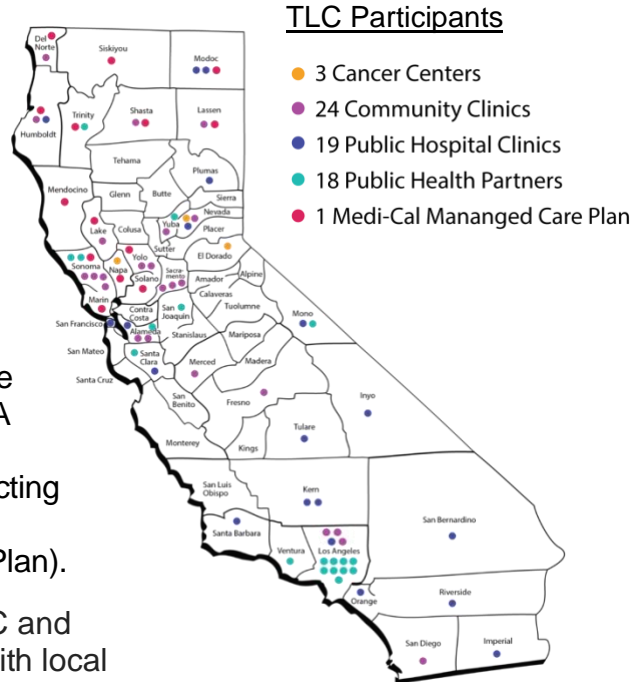 TLC Participants
3 Cancer Centers
24 Community Clinics
19 Public Hospital Clinics
18 Public Health Partners
1 Medi-Cal Mananged Care Plan
Del
Norte
Siskiyou
Modoc
Humboldt
Trinity
Shasta
Lassen
Tehama
Plumas
Mendocino
Glenn
Butte
Sierra
Lake
Colusa
Yuba
Nevada
Placer
Sutter
Sonoma
Napa
Yolo
Sacra-
mento
El Dorado
Solano
Amador
Alpine
Marin
Calaveras
Contra
Costa
San
Joaquin
Tuolumne
Mono
San Francisco
Alameda
Stanislaus
Mariposa
San Mateo
Santa
Clara
Merced
Madera
Santa Cruz
San
Benito
Fresno
Inyo
Tulare
Monterey
Kings
San Luis
Obispo
Kern
San Bernardino
Santa Barbara
Ventura
Los Angeles
Orange
Riverside
San Diego
Imperial
e
A
cting
Plan).
C and
ith local